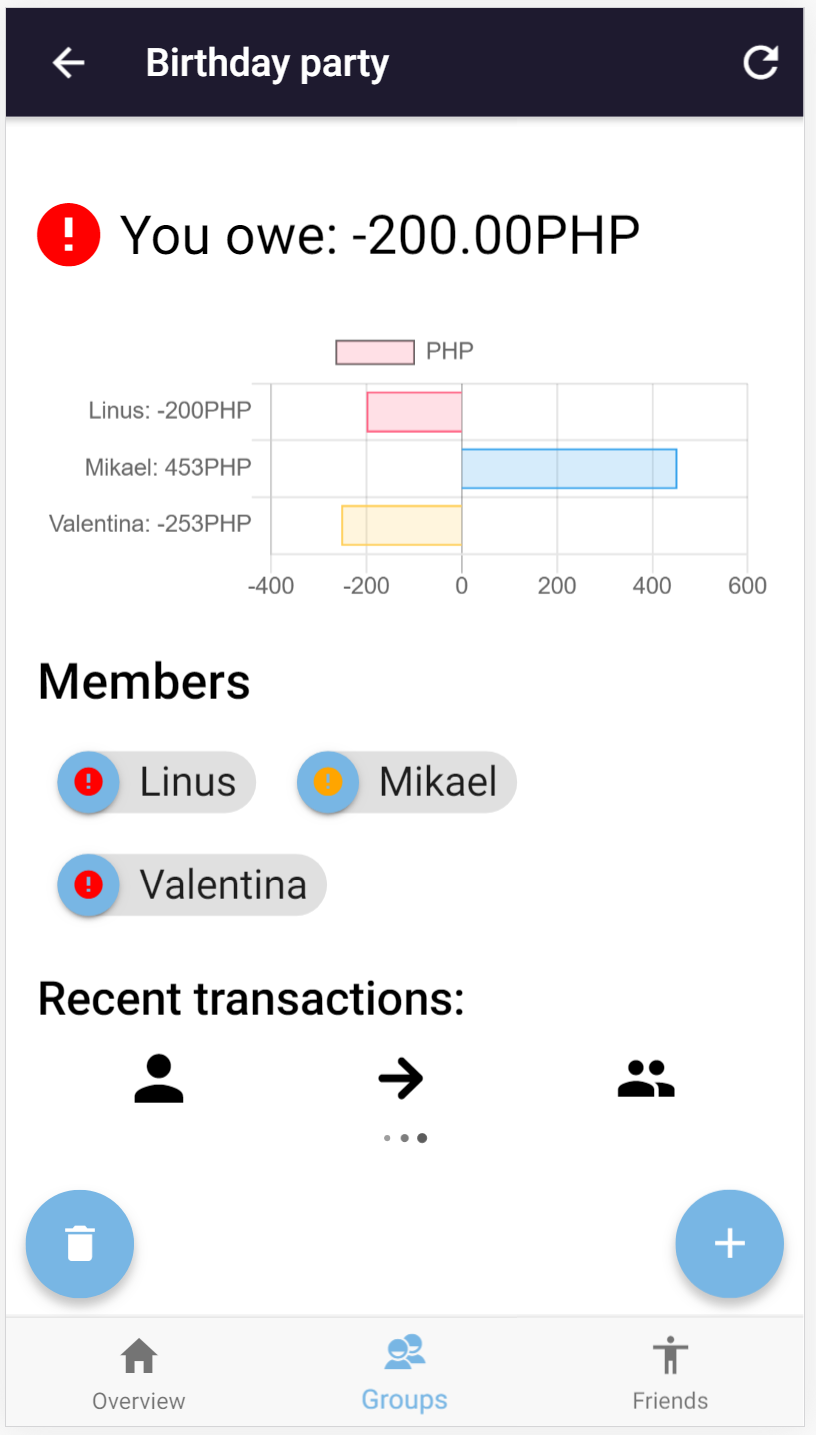 Birthday party
You owe: -200.00PHP
PHP
Linus: -200PHP
Mikael: 453PHP
Valentina: -253PHP
-400 -200 0 200 400 600
Members
Linus Mikael
Valentina
Recent transactions:
Overview Groups Friends